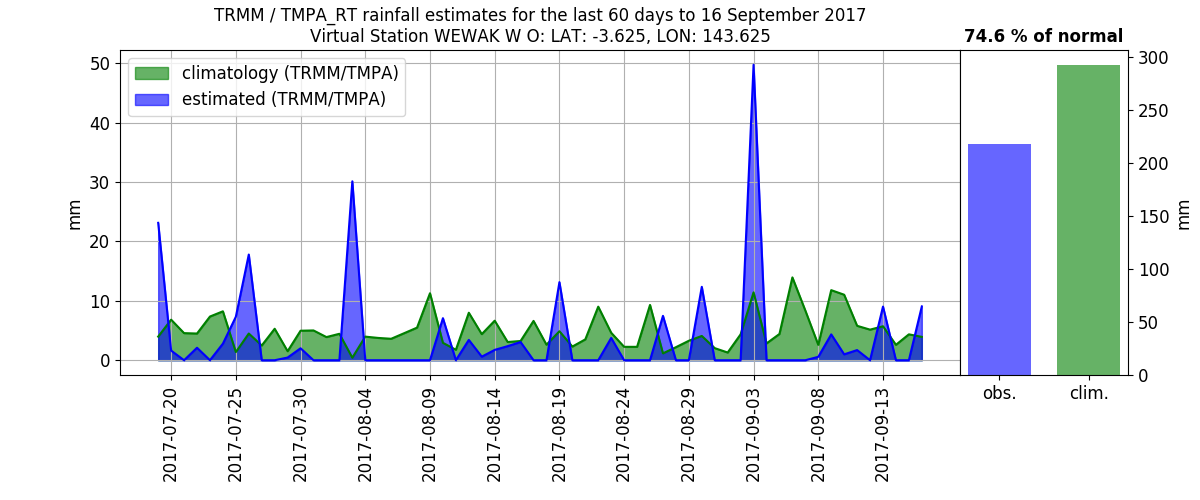 TRMM / TMPA_RT rainfall estimates for the last 60 days to 16 September 2017
Virtual Station WEWAK W O: LAT: -3.625, LON: 143.625
74.6 % of normal
climatology (TRMM/TMPA)
estimated (TRMM/TMPA)
mm
50
40
30
20
10
0
2017-07-20
2017-07-25
2017-07-30
2017-08-04
2017-08-09
2017-08-14
2017-08-19
2017-08-24
2017-08-29
2017-09-03
2017-09-08
2017-09-13
300
250
200
150
100
50
0
mm
obs.
clim.